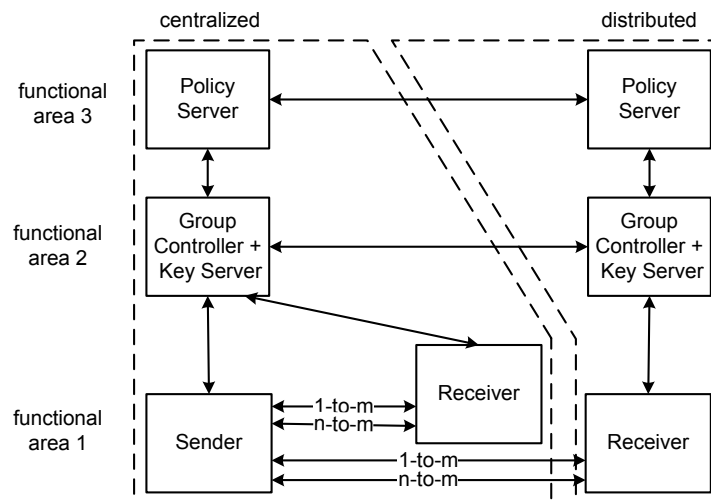 centralized
distributed
functional
area 3
Policy
Server
Policy
Server
functional
area 2
Group
Controller +
Key Server
Group
Controller +
Key Server
functional
area 1
Sender
1-to-m
n-to-m
Receiver
1-to-m
n-to-m
Receiver